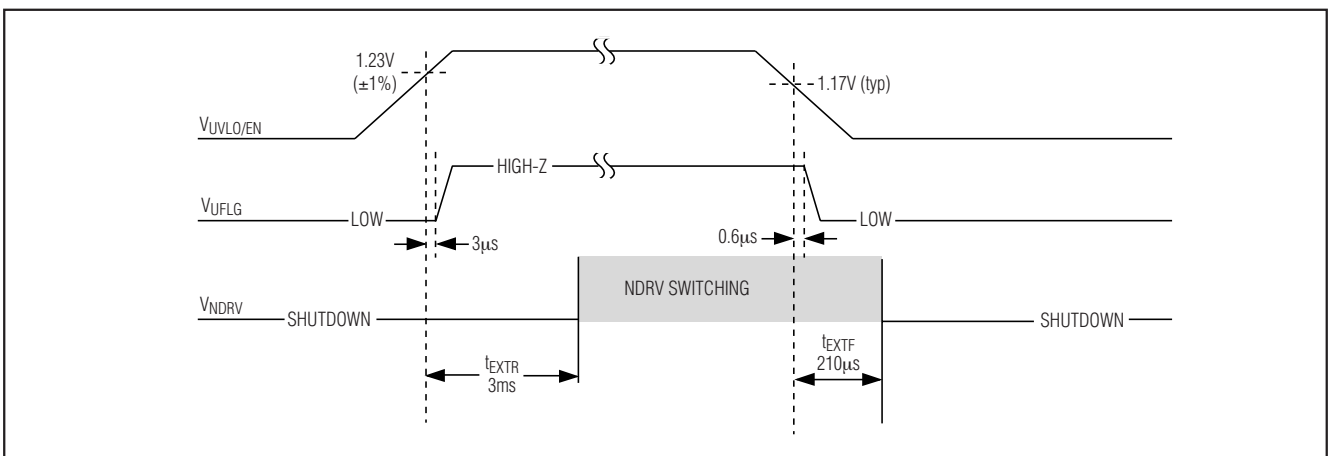 1.23V
(±1%)
1.17V (typ)
VUVLO/EN
HIGH-Z
VUFLG
LOW
LOW
3μs
0.6μs
NDRV SWITCHING
VNDRV
SHUTDOWN
SHUTDOWN
tEXTR
3ms
tEXTF
210μs